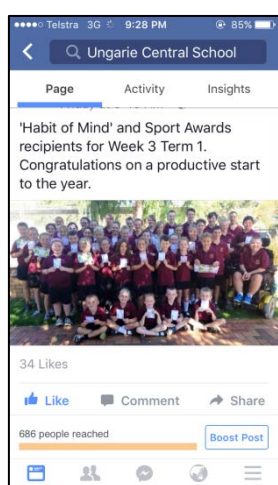 Telstra 3G 9:28 PM 85%
Ungarie Central School
Page Activity Insights
'Habit of Mind' and Sport Awards
recipients for Week 3 Term 1.
Congratulations on a productive start
to the year.
34 Likes
Like Comment Share
686 people reached Boost Post